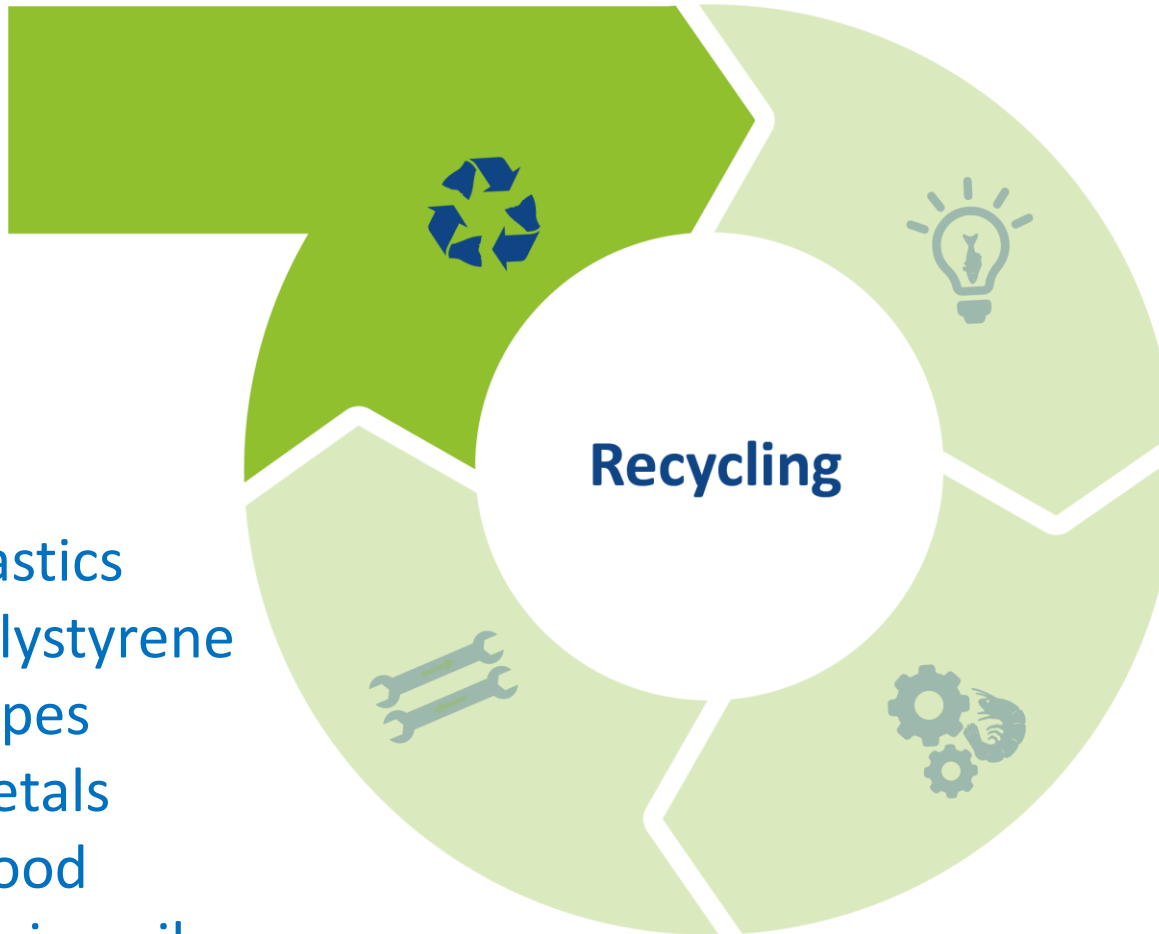 Recycling
astics
lystyrene
pes
etals
ood